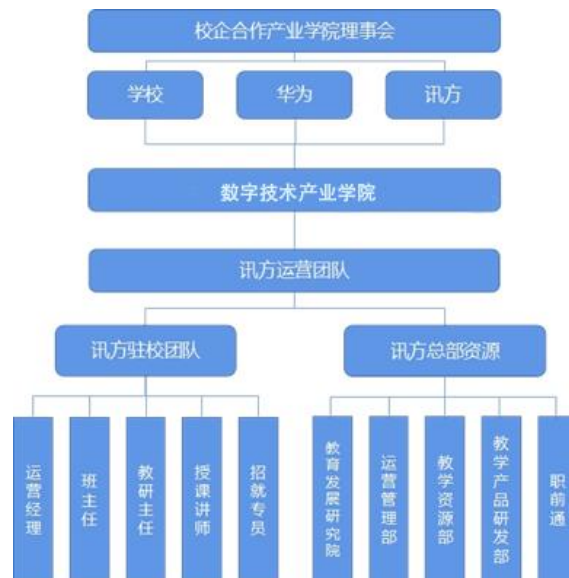 校企合作产业学院理事会
学校
华为
讯方
数字技术产业学院
讯方运营团队
讯方驻校团队
讯方总部资源
运营经理
班主任
教研主任
授课讲师
招就专员
教育发展研究院
运营管理部
教学资源部
教学产品研发部
职前通